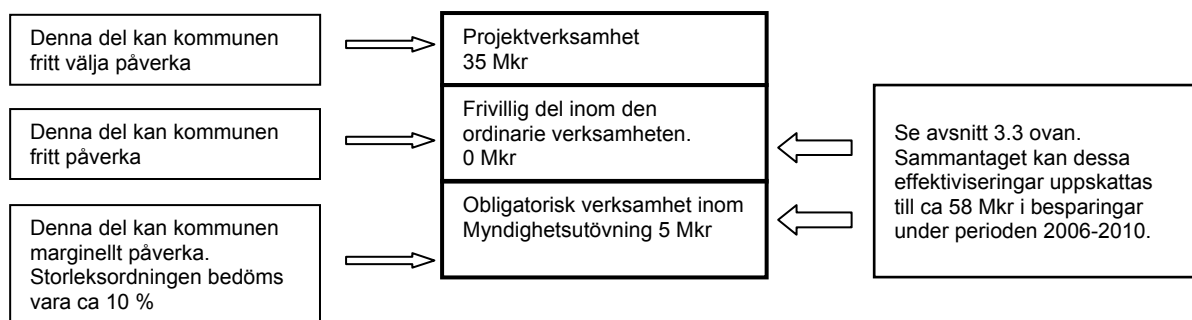 Denna del kan kommunen
fritt välja påverka
Projektverksamhet
35 Mkr
Denna del kan kommunen
fritt påverka
Frivillig del inom den
ordinarie verksamheten.
0 Mkr
Denna del kan kommunen
marginellt påverka.
Storleksordningen bedöms
vara ca 10 %
Obligatorisk verksamhet inom
Myndighetsutövning 5 Mkr
Se avsnitt 3.3 ovan.
Sammantaget kan dessa
effektiviseringar uppskattas
till ca 58 Mkr i besparingar
under perioden 2006-2010.